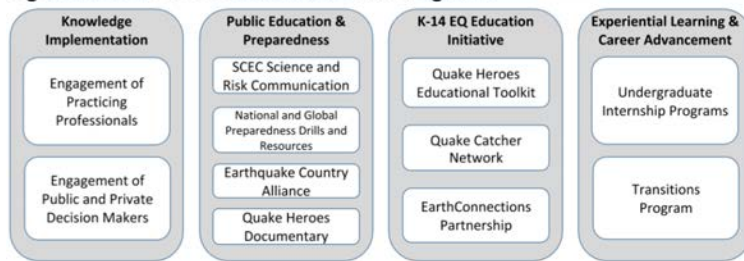 Knowledge
Implementation
Engagement of
Practicing
Professionals
Engagement of
Public and Private
Decision Makers
Public Education &
Preparedness
SCEC Science and
Risk Communication
National and Global
Preparedness Drills and
Resources
Earthquake Country
Alliance
Quake Heroes
Documentary
K-14 EQ Education
Initiative
Quake Heroes
Educational Toolkit
Quake Catcher
Network
EarthConnections
Partnership
Experiential Learning &
Career Advancement
Undergraduate
Internship Programs
Transitions
Program